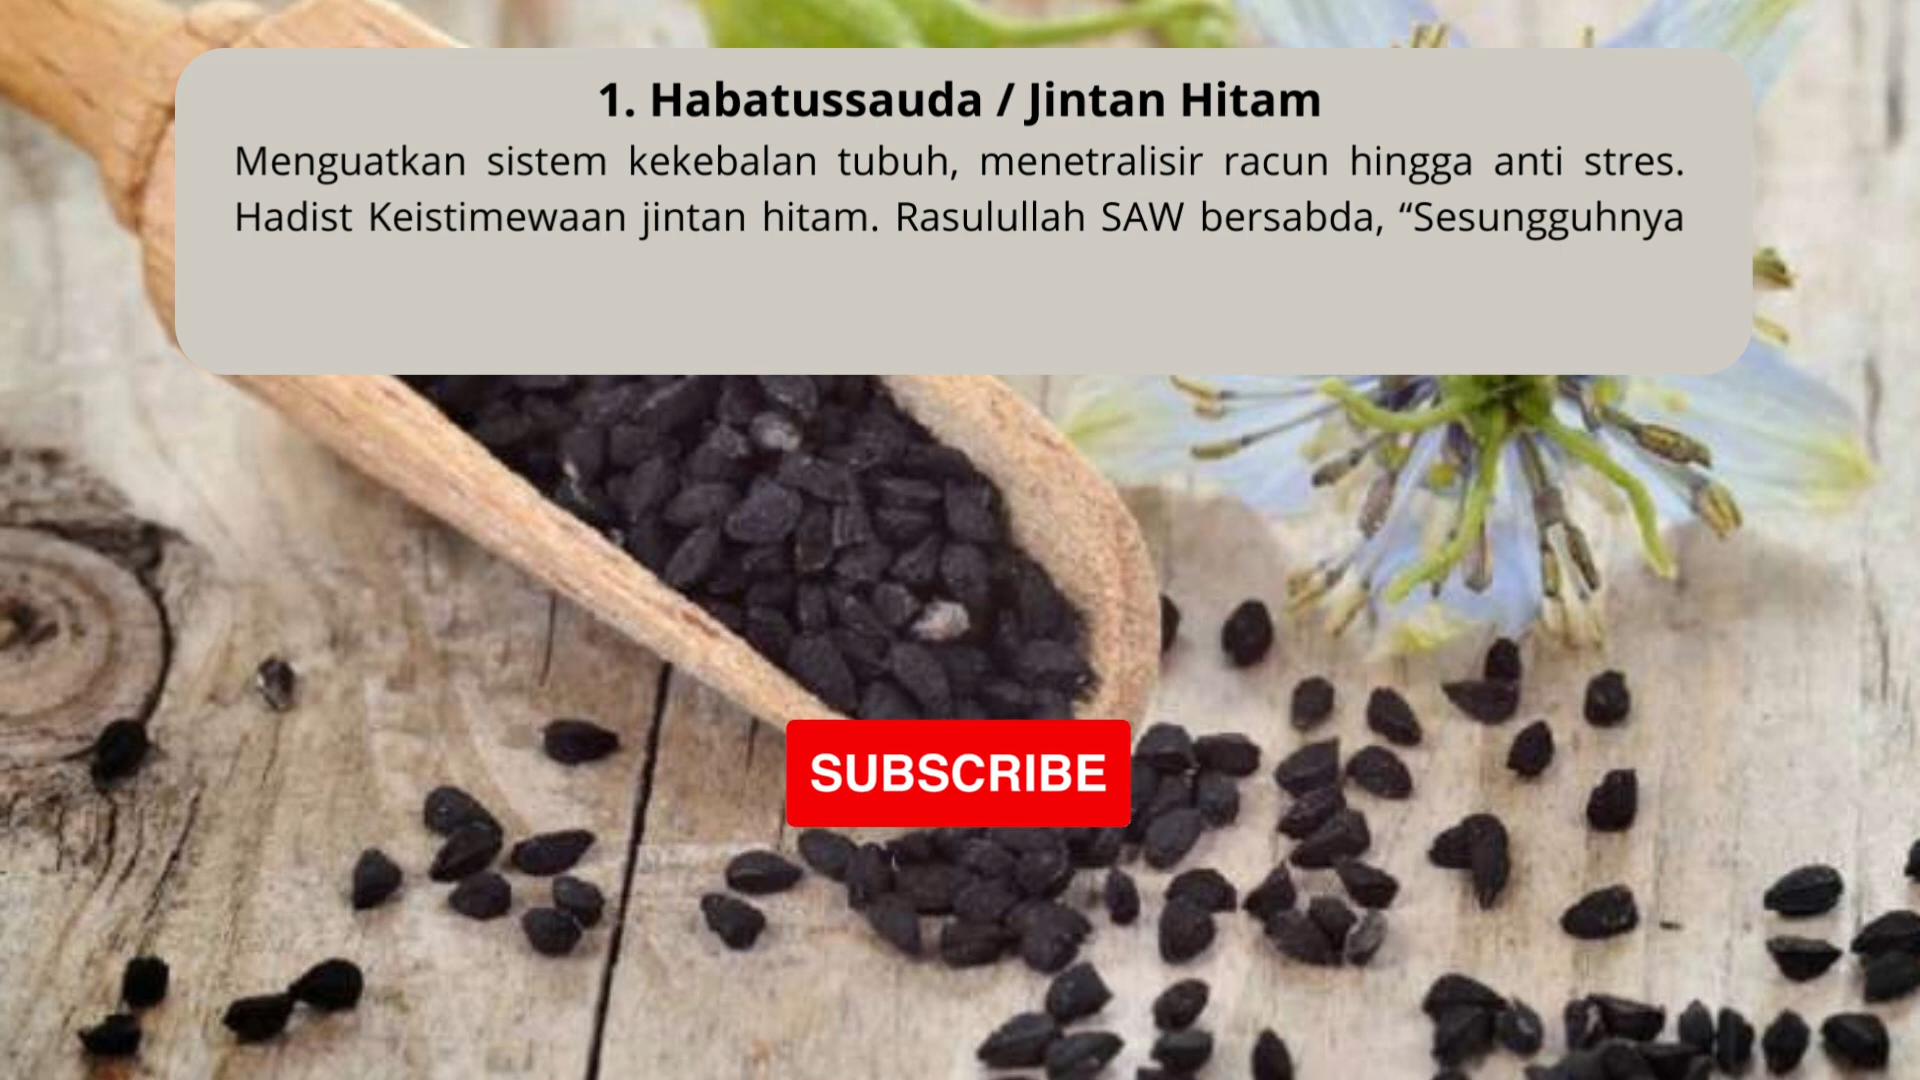 1. Habatussauda / Jintan Hitam
Menguatkan sistem kekebalan tubuh, menetralisir racun hingga anti stres.
Hadist Keistimewaan jintan hitam. Rasulullah SAW bersabda, “Sesungguhnya
SUBSCRIBE